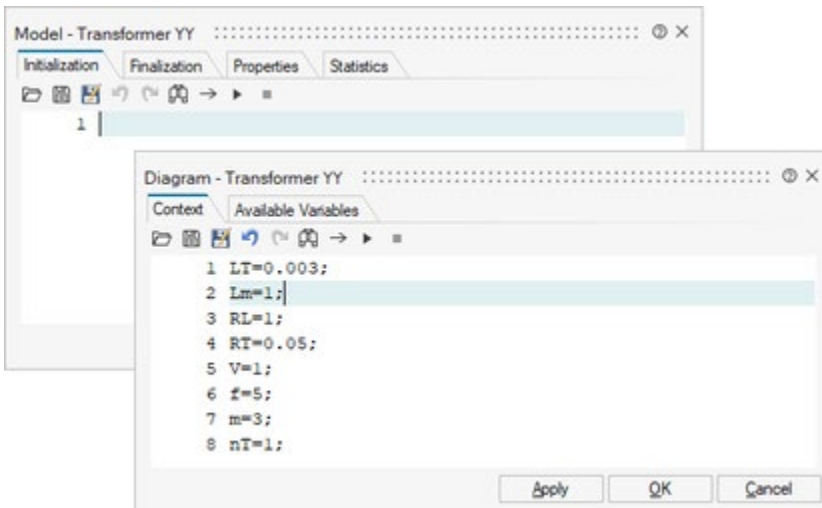 Model - Transformer YY
Initialization Finalization Properties Statistics
1
Diagram - Transformer YY
Context Available Variables
1 LT=0.003;
2 Lm=1;
3 RL=1;
4 RT=0.05;
5 V=1;
6 f=5;
7 m=3;
8 nT=1;
Apply OK Cancel